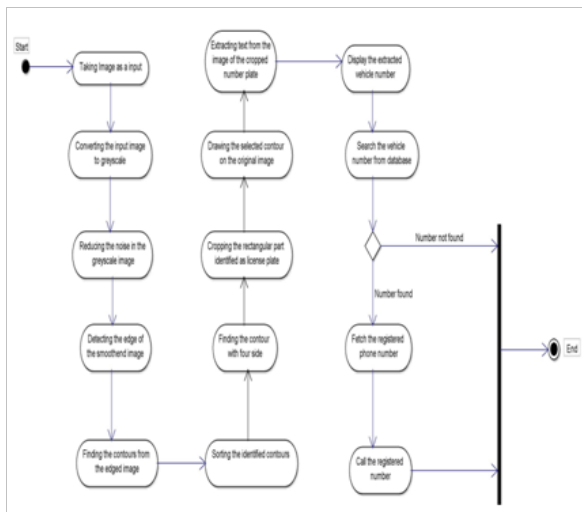 Start
Taking Image as a input
Converting the input image
to greyscale
Reducing the noise in the
greyscale image
Detecting the edge of
the smoothend image
Finding the contours from
the edged image
Sorting the identified contours
Finding the contour
with four side
Cropping the rectangular part
identified as license plate
Drawing the selected contour
on the original image
Extracting text from the
image of the cropped
number plate
Display the extracted
vehicle number
Search the vehicle
number from database
Number not found
Number found
Fetch the registered
phone number
Call the registered
number
End